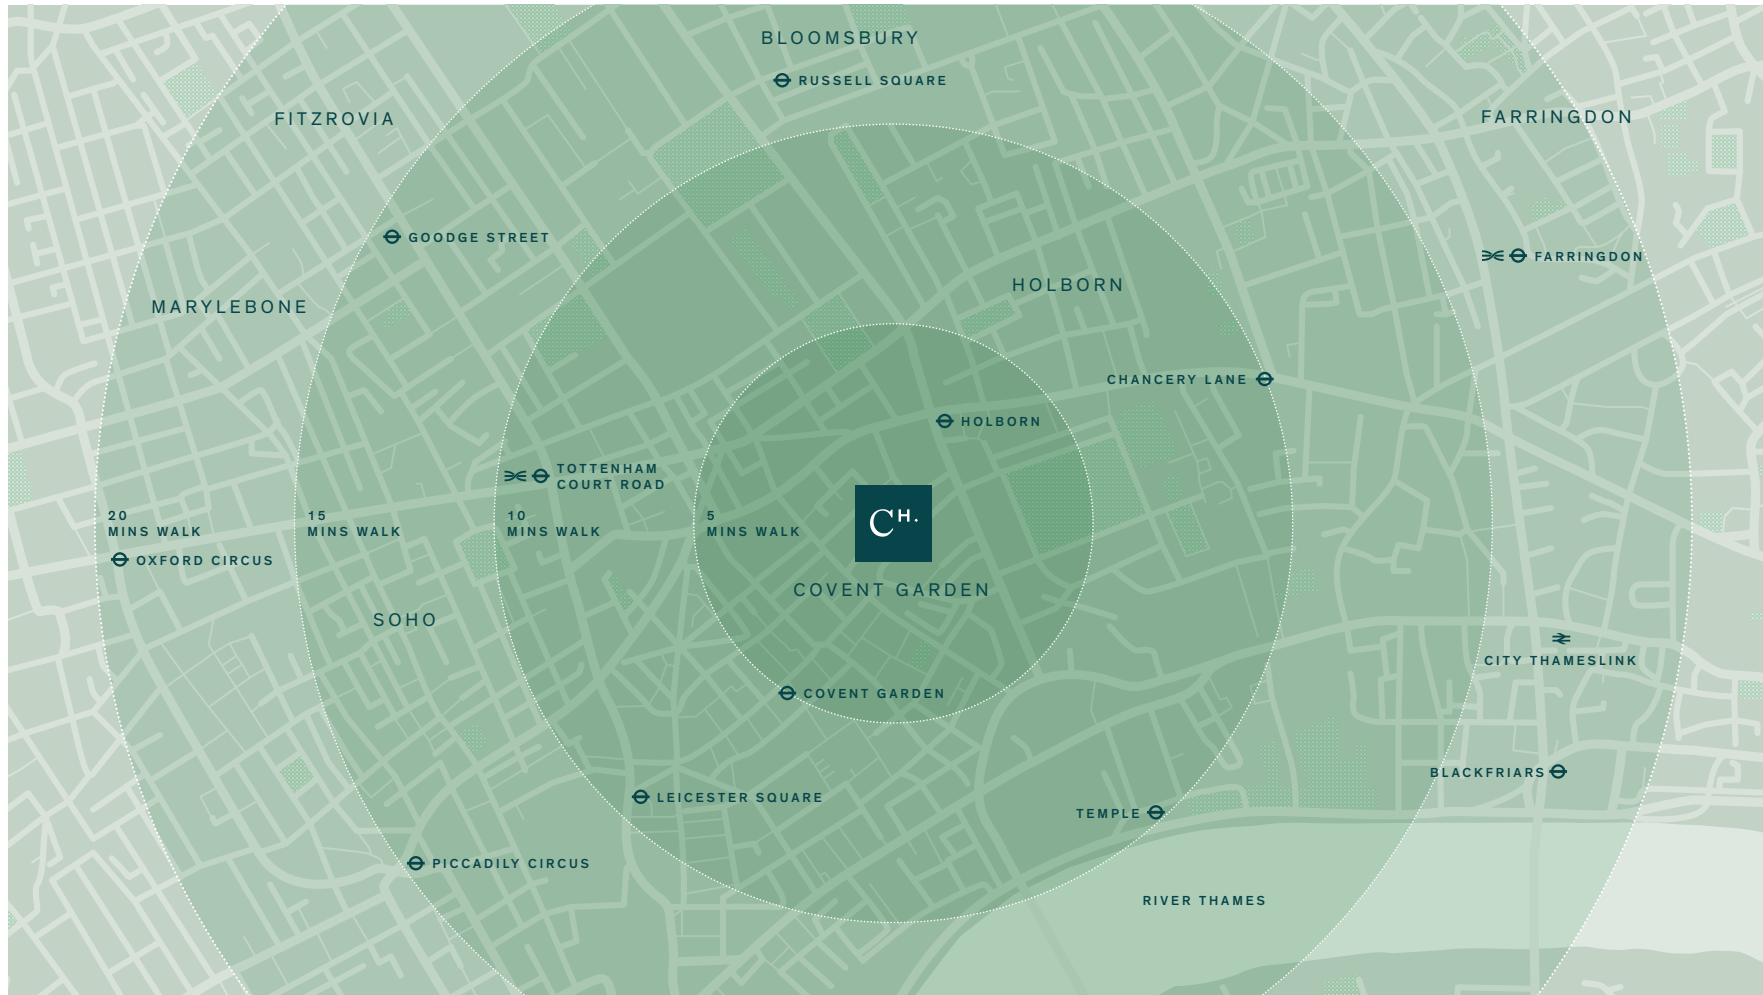 BLOOMSBURY
RUSSELL SQUARE
FITZROVIA
FARRINGDON
GOODGE STREET
FARRINGDON
HOLBORN
MARYLEBONE
CHANCERY LANE
HOLBORN
TOTTENHAM
COURT ROAD
20
MINS WALK
15
MINS WALK
10
MINS WALK
5
MINS WALK
CH.
OXFORD CIRCUS
COVENT GARDEN
SOHO
CITY THAMESLINK
COVENT GARDEN
BLACKFRIARS
LEICESTER SQUARE
TEMPLE
PICCADILY CIRCUS
RIVER THAMES